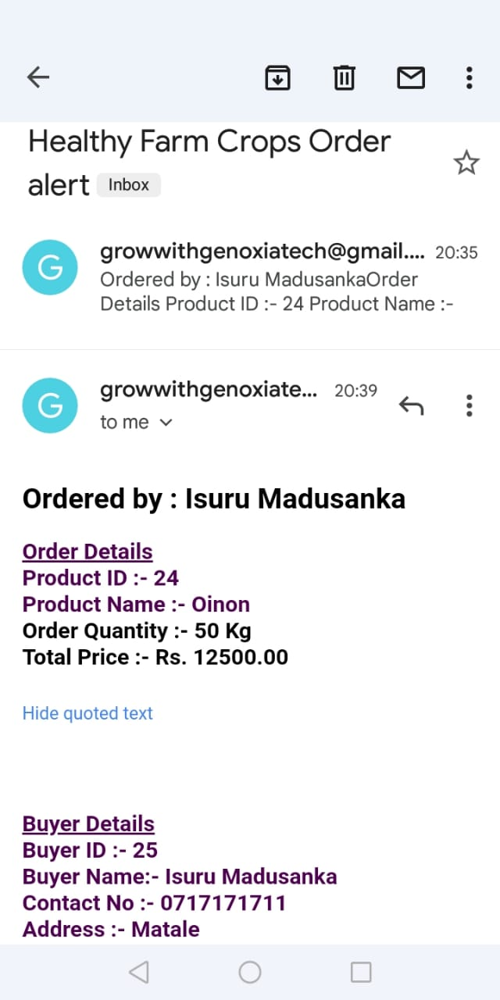 Healthy Farm Crops Order
alert Inbox
G
growwithgenoxiatech@gmail.... 20:35
Ordered by : Isuru MadusankaOrder
Details Product ID :- 24 Product Name :-
G
growwithgenoxiate... 20:39
to me
Ordered by : Isuru Madusanka
Order Details
Product ID :- 24
Product Name :- Oinon
Order Quantity :- 50 Kg
Total Price :- Rs. 12500.00
Hide quoted text
Buyer Details
Buyer ID :- 25
Buyer Name:- Isuru Madusanka
Contact No :- 0717171711
Address :- Matale